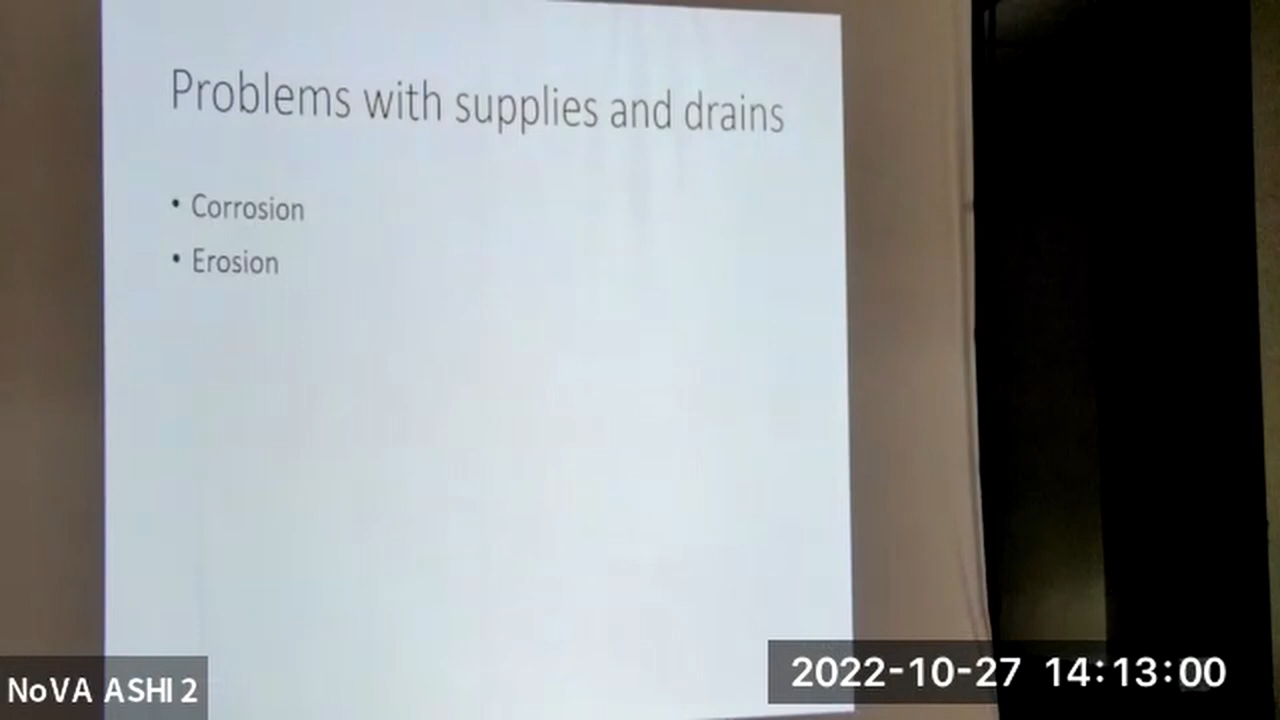 Problems with supplies and drains
• Corrosion
• Erosion
NoVA ASHI 2
2022-10-27 14:13:00